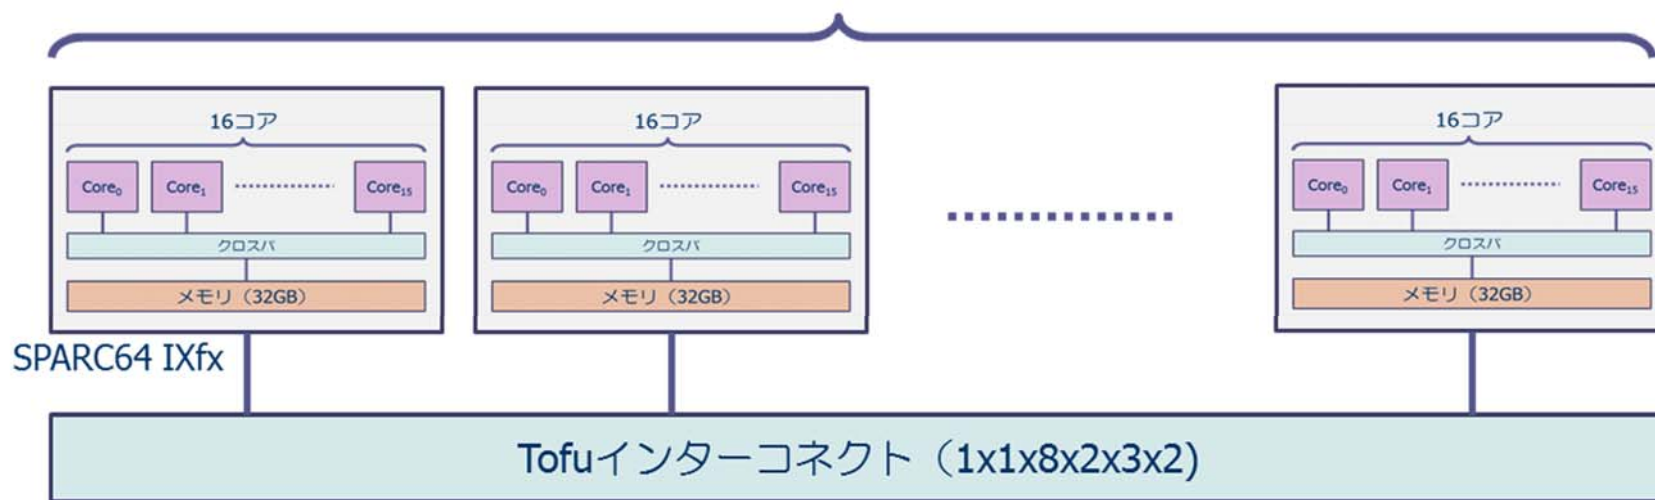 16コア
Core₀ Core₁ Core₁₅
クロスバ
メモリ（32GB）
16コア
Core₀ Core₁ Core₁₅
クロスバ
メモリ（32GB）
16コア
Core₀ Core₁ Core₁₅
クロスバ
メモリ（32GB）
SPARC64 IXfx
Tofuインターコネクト（1x1x8x2x3x2)